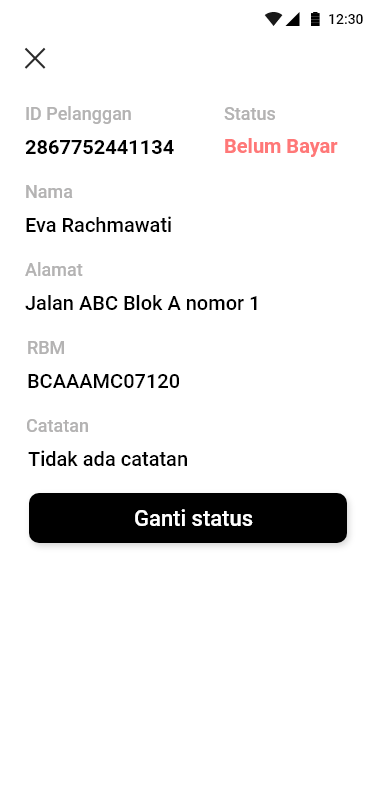 12:30
ID Pelanggan
Status
2867752441134
Belum Bayar
Nama
Eva Rachmawati
Alamat
Jalan ABC Blok A nomor 1
RBM
BCAAAMC07120
Catatan
Tidak ada catatan
Ganti status